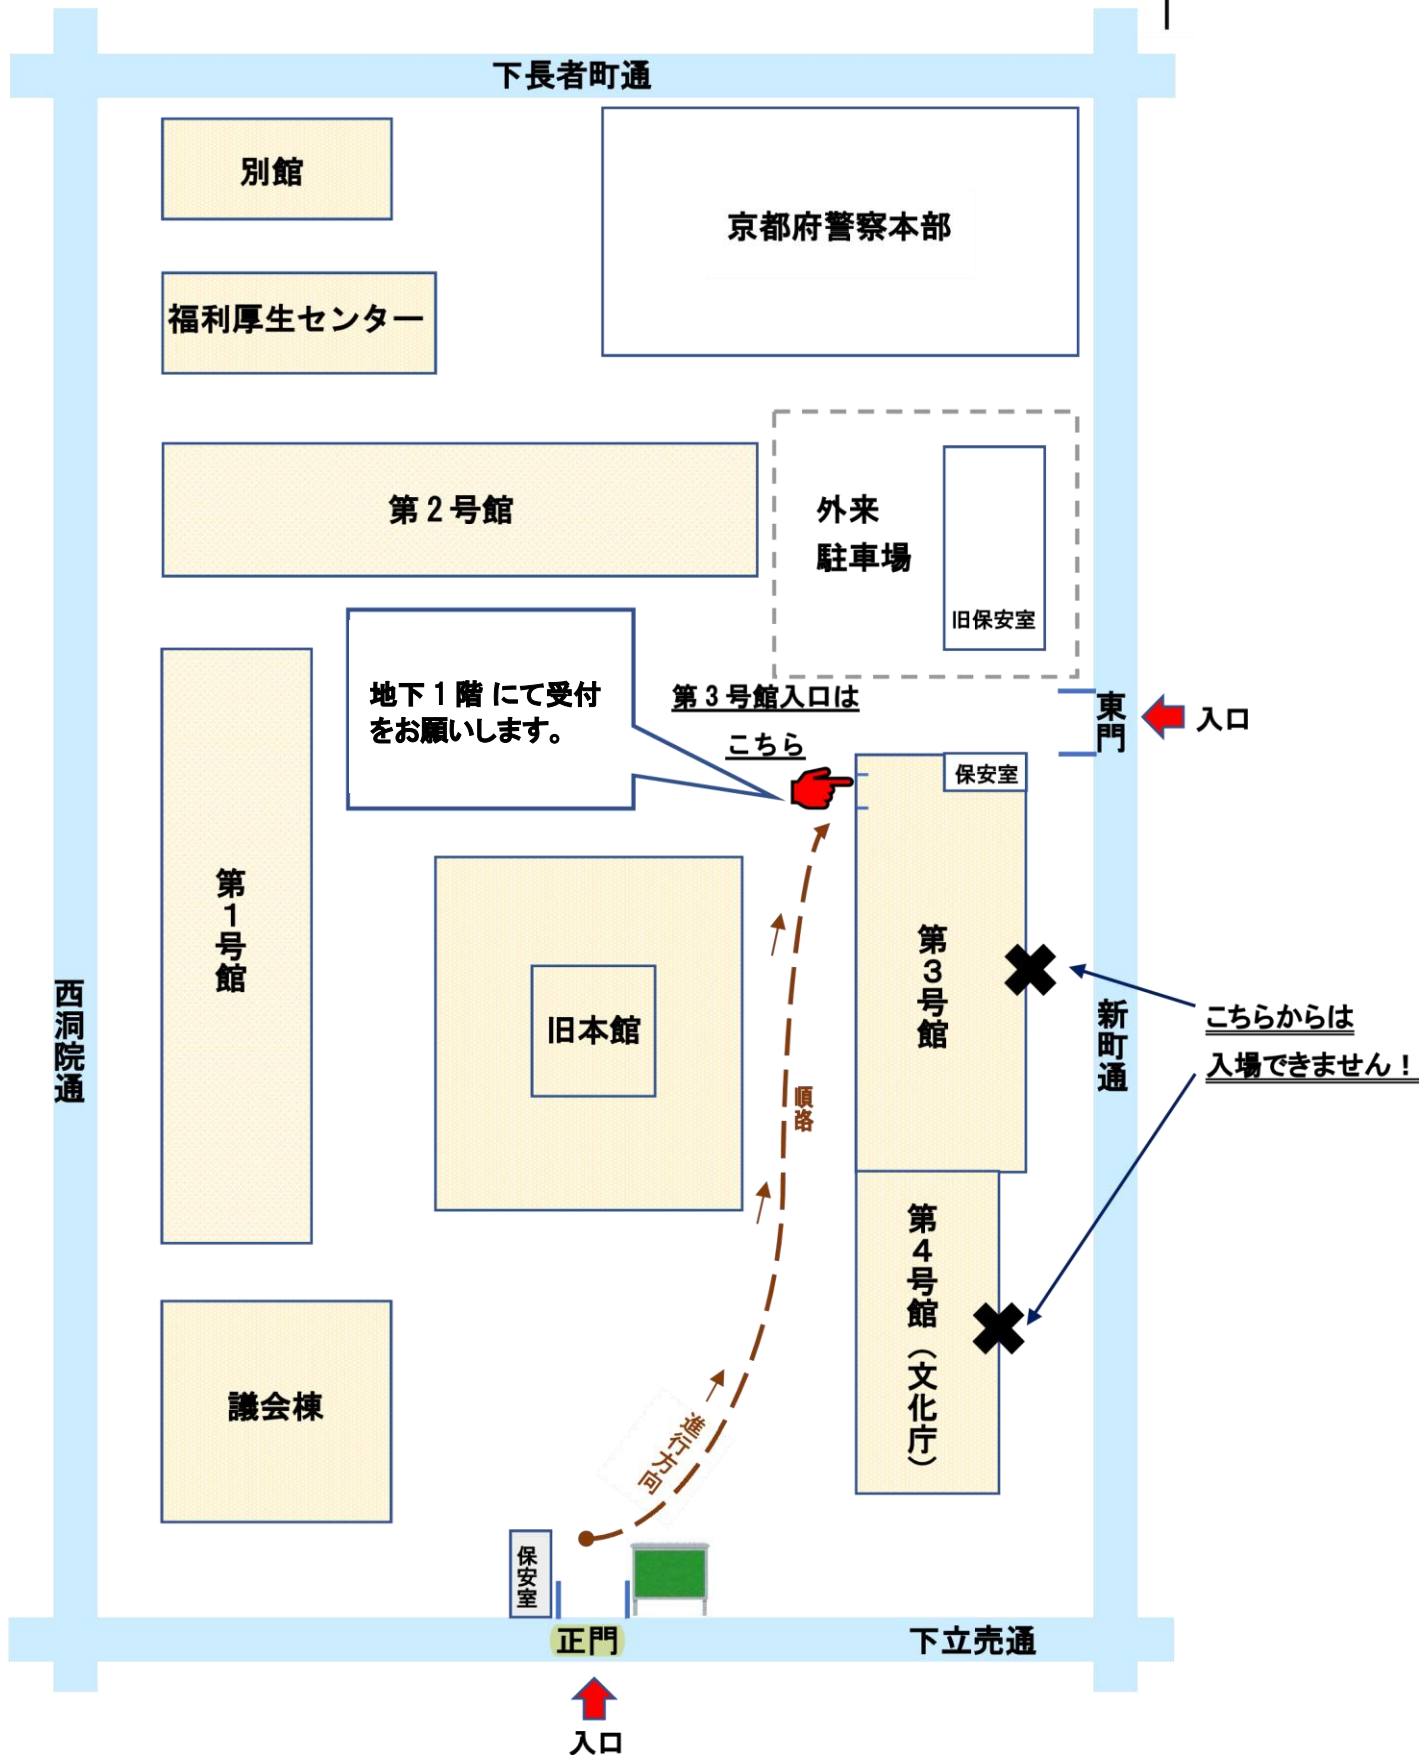 下長者町通
別館
京都府警察本部
福利厚生センター
第2号館
外来
駐車場
旧保安室
地下1階 にて受付
をお願いします。
第3号館入口は
こちら
東門
入口
保安室
第1号館
第3号館
旧本館
西洞院通
新町通
こちらからは
入場できません！
順路
第4号館（文化庁）
議会棟
進行方向
保安室
正門
下立売通
入口